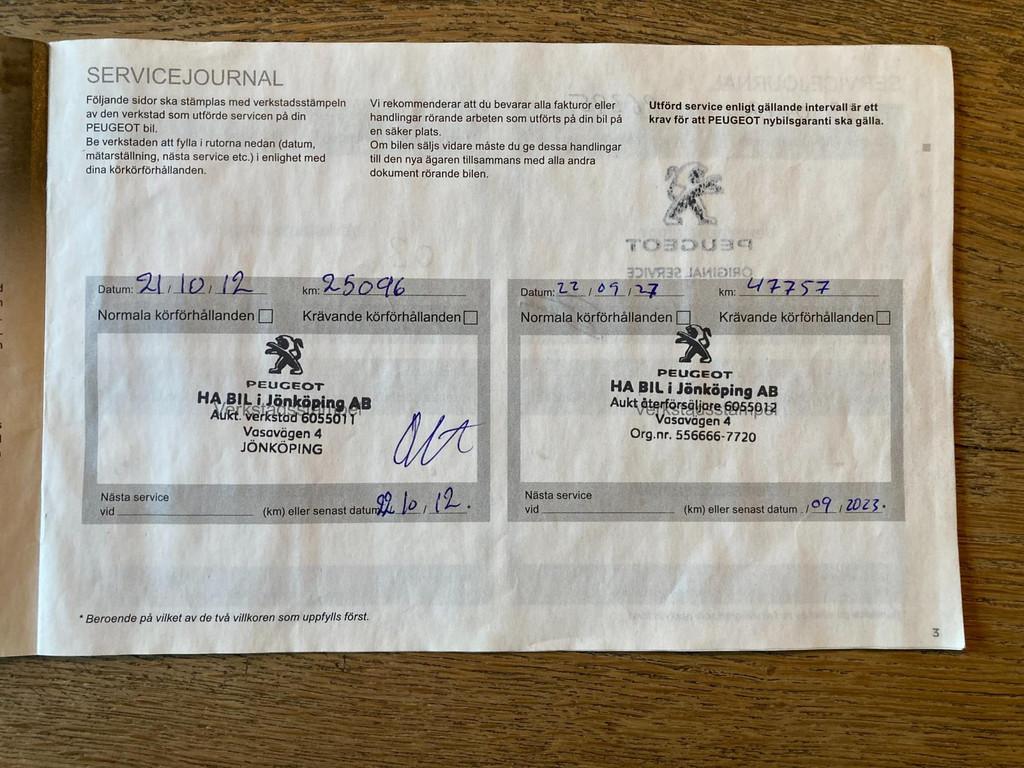 SERVICEJOURNAL
Följande sidor ska stämplas med verkstadsstämpeln
av den verkstad som utförde servicen på din
PEUGEOT bil.
Be verkstaden att fylla i rutorna nedan (datum,
mätarställning, nästa service etc.) i enlighet med
dina körkörförhållanden.
Vi rekommenderar att du bevarar alla fakturor eller
handlingar rörande arbeten som utförts på din bil på
en säker plats.
Om bilen säljs vidare måste du ge dessa handlingar
till den nya ägaren tillsammans med alla andra
dokument rörande bilen.
Utförd service enligt gällande intervall är ett
krav för att PEUGEOT nybilsgaranti ska gälla.
PEUGEOT
ORIGINAL SERVICE
Datum: 21 / 10 / 12 km: 25096
Normala körförhållanden Krävande körförhållanden
PEUGEOT
HA BIL i Jönköping AB
Verkstadsstämpel
Aukt. verkstad 6055011
Vasavägen 4
JÖNKÖPING
Nästa service
vid (km) eller senast datum 22 / 10 / 12.
Datum: 22 / 09 / 27 km: 47757
Normala körförhållanden Krävande körförhållanden
PEUGEOT
HA BIL i Jönköping AB
Aukt återförsäljare 6055012
Verkstadsstämpel
Vasavägen 4
Org.nr. 556666-7720
Nästa service
vid (km) eller senast datum . / 09 / 2023.
* Beroende på vilket av de två villkoren som uppfylls först.
3